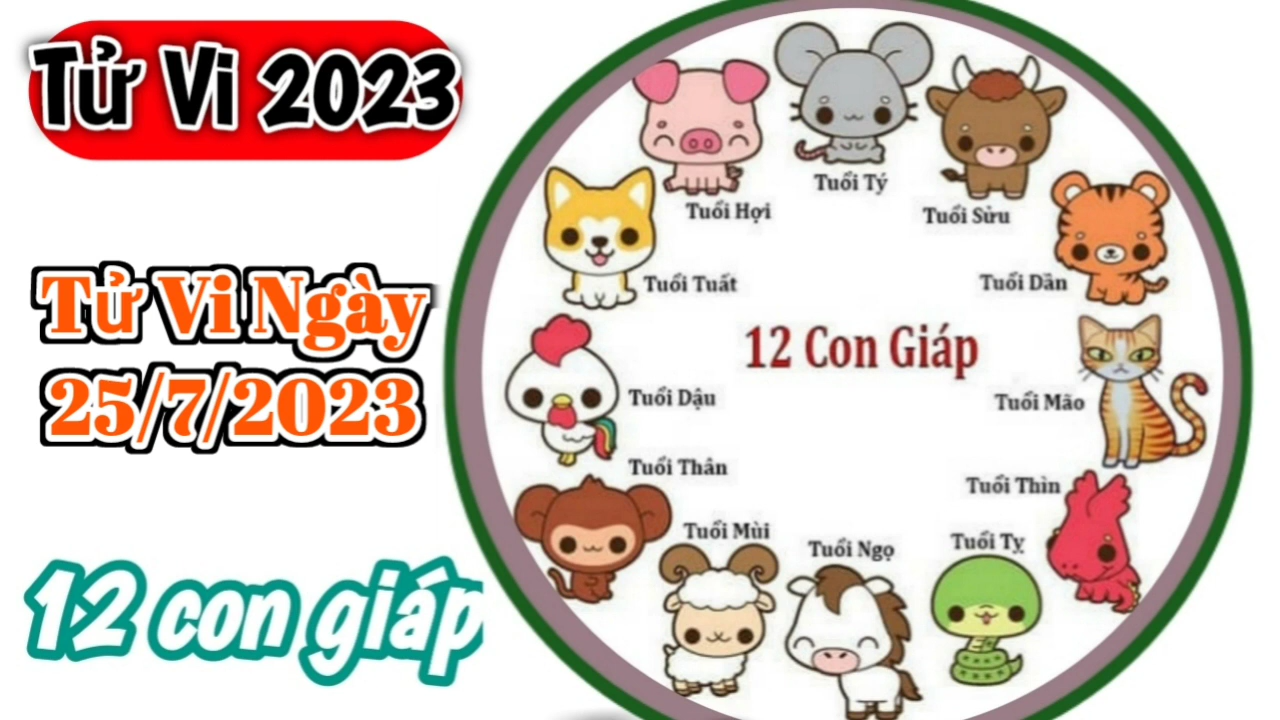 Tử Vi 2023
Tử Vi Ngày
25/7/2023
12 con giáp
12 Con Giáp
Tuổi Tý
Tuổi Sửu
Tuổi Dần
Tuổi Mão
Tuổi Thìn
Tuổi Tỵ
Tuổi Ngọ
Tuổi Mùi
Tuổi Thân
Tuổi Dậu
Tuổi Tuất
Tuổi Hợi